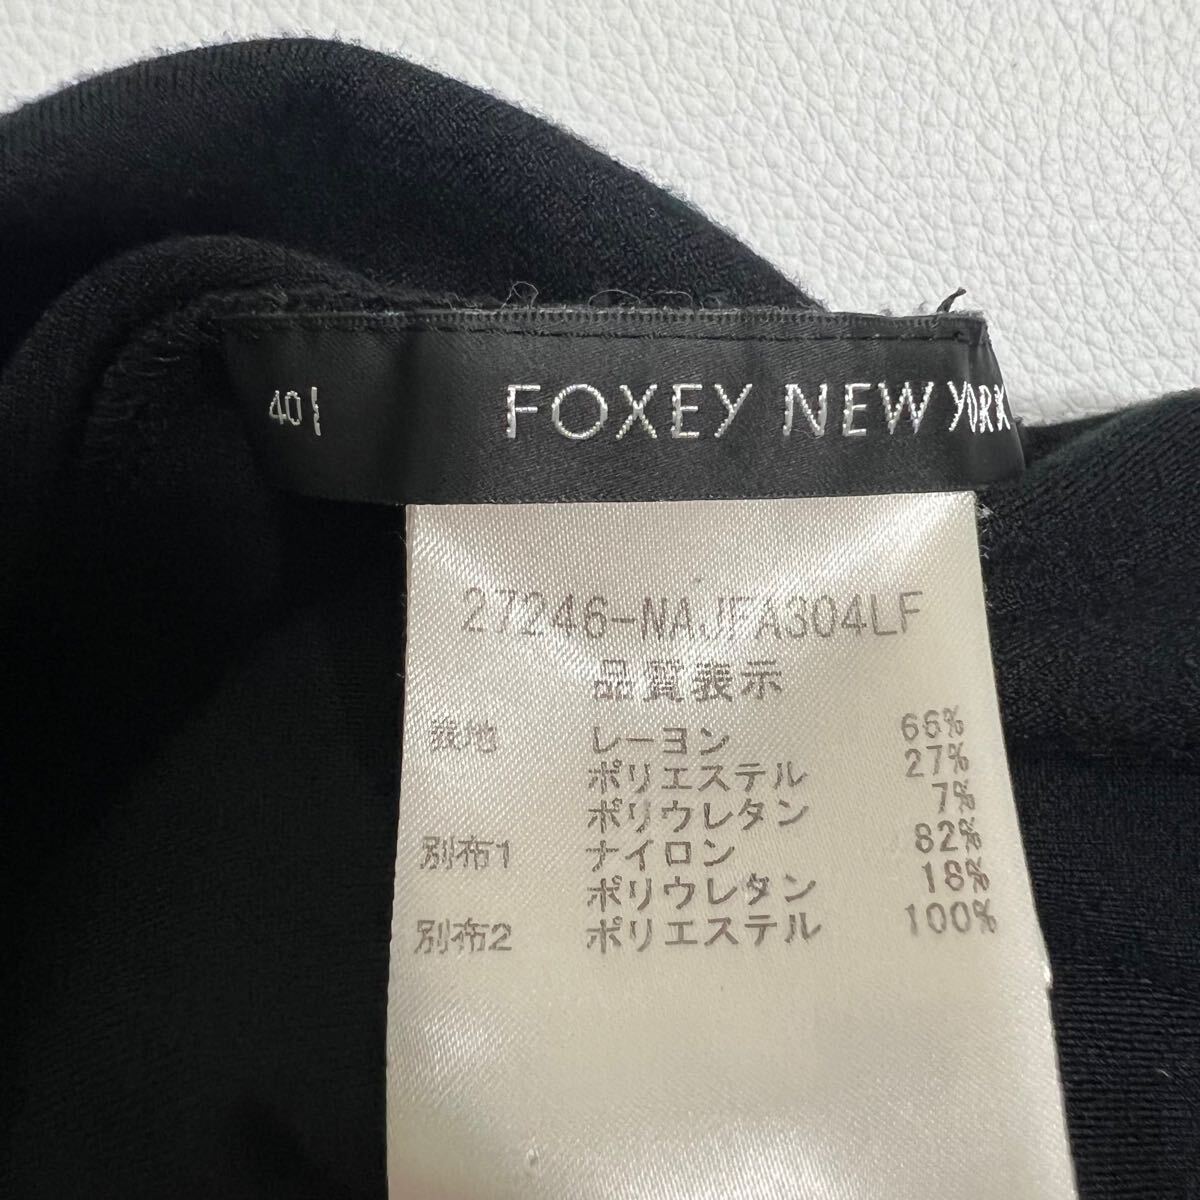 40
FOXEY NEW YORK
27246-NAJFA304LF
品質表示
表地 レーヨン 66%
ポリエステル 27%
ポリウレタン 7%
別布1 ナイロン 82%
ポリウレタン 18%
別布2 ポリエステル 100%